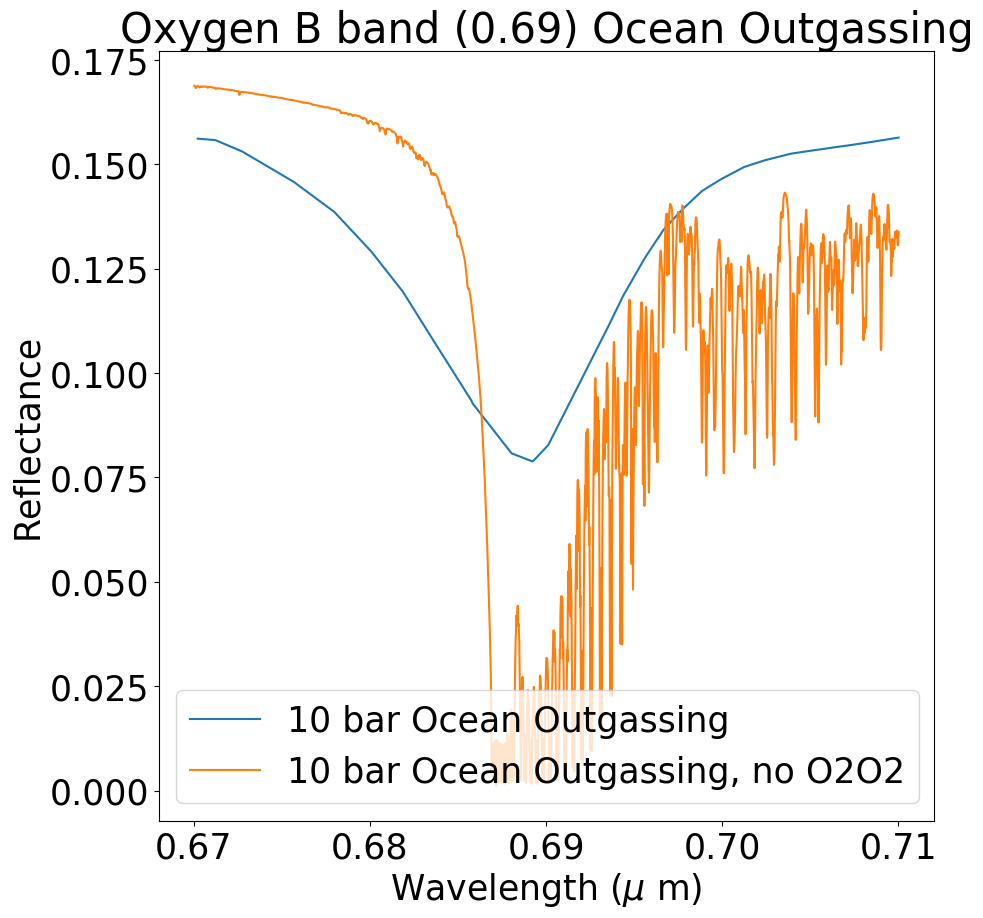 Oxygen B band (0.69) Ocean Outgassing
0.175
0.150
0.125
0.100
0.075
0.050
0.025
0.000
Reflectance
10 bar Ocean Outgassing
10 bar Ocean Outgassing, no O2O2
0.67 0.68 0.69 0.70 0.71
Wavelength (μ m)